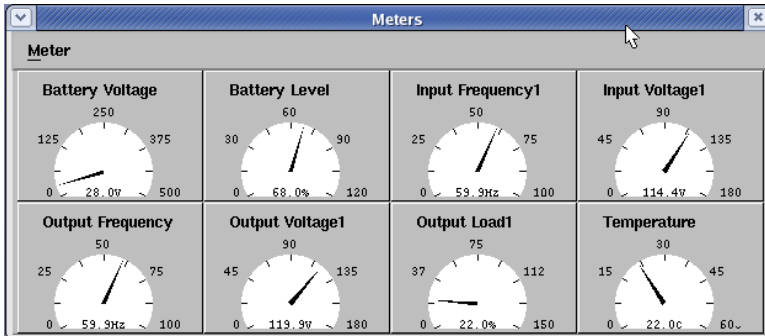 Meters
Meter
Battery Voltage
250
125
375
0
28.0V
500
Battery Level
60
30
90
0
68.0%
120
Input Frequency1
50
25
75
0
59.9Hz
100
Input Voltage1
90
45
135
0
114.4V
180
Output Frequency
50
25
75
0
59.9Hz
100
Output Voltage1
90
45
135
0
119.9V
180
Output Load1
75
37
112
0
22.0%
150
Temperature
30
15
45
0
22.0C
60